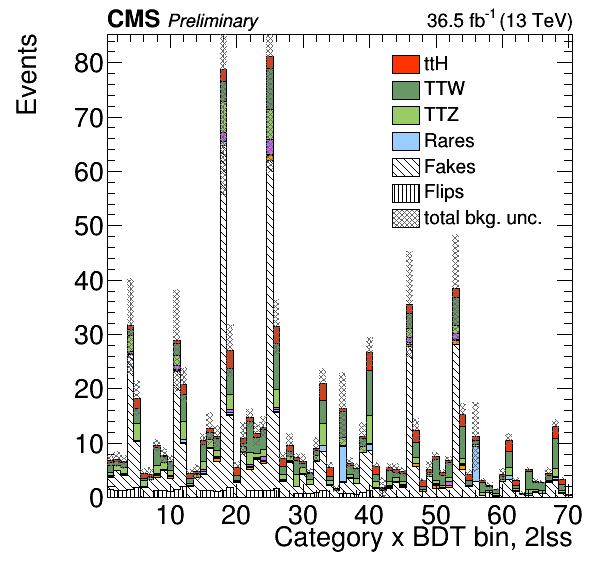 CMS Preliminary 36.5 fb-1 (13 TeV)
Events
80
70
60
50
40
30
20
10
0
ttH
TTW
TTZ
Rares
Fakes
Flips
total bkg. unc.
10 20 30 40 50 60 70
Category x BDT bin, 2lss